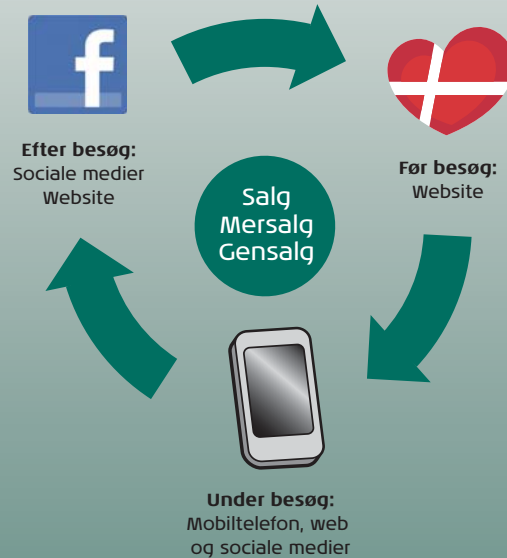 f
Efter besøg:
Sociale medier
Website
Før besøg:
Website
Salg
Mersalg
Gensalg
Under besøg:
Mobiltelefon, web
og sociale medier